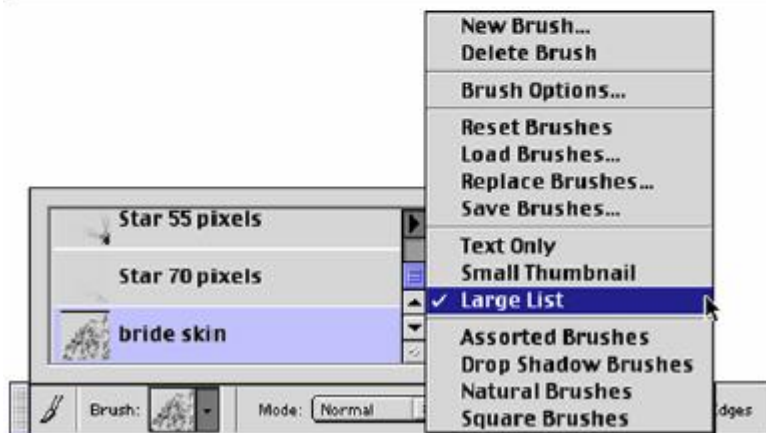 New Brush...
Delete Brush
Brush Options...
Reset Brushes
Load Brushes...
Replace Brushes...
Save Brushes...
Text Only
Small Thumbnail
✓ Large List
Assorted Brushes
Drop Shadow Brushes
Natural Brushes
Square Brushes
Star 55 pixels
Star 70 pixels
bride skin
Brush: Mode: Normal dges